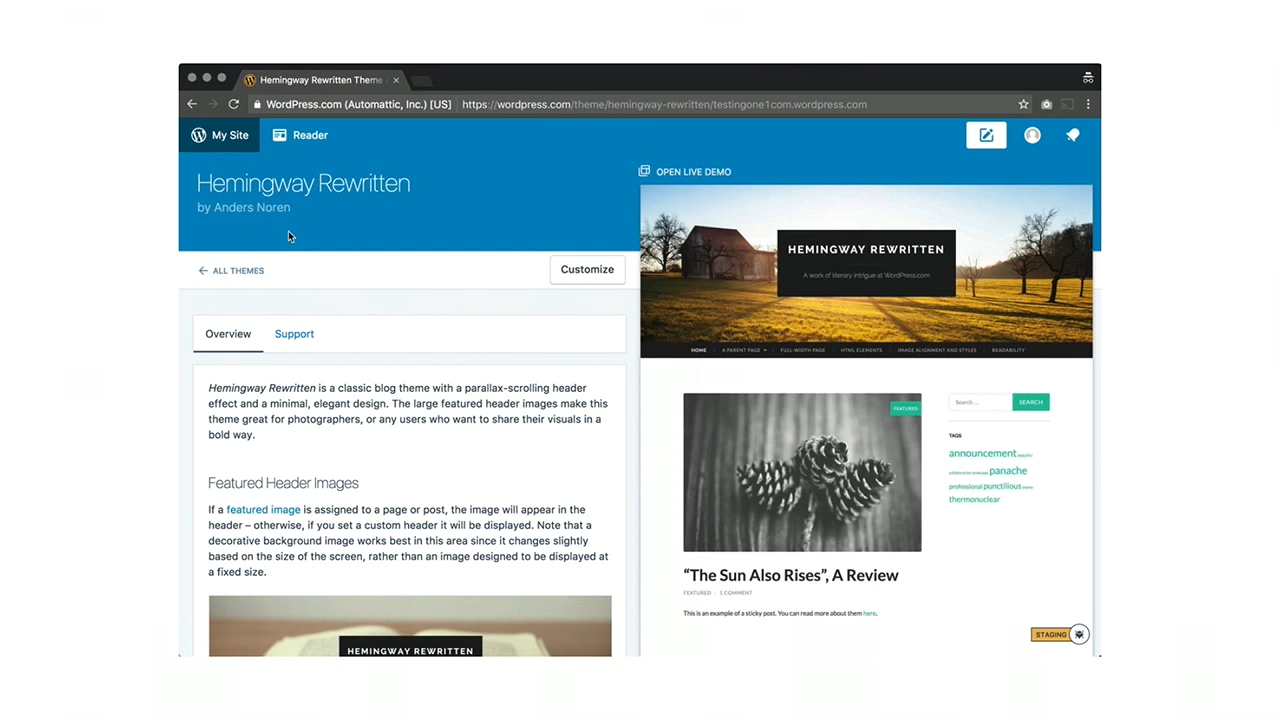 Hemingway Rewritten Theme
WordPress.com (Automattic, Inc.) [US]
https://wordpress.com/theme/hemingway-rewritten/testingone1com.wordpress.com
My Site
Reader
Hemingway Rewritten
by Anders Noren
OPEN LIVE DEMO
ALL THEMES
Customize
Overview
Support
Hemingway Rewritten is a classic blog theme with a parallax-scrolling header
effect and a minimal, elegant design. The large featured header images make this
theme great for photographers, or any users who want to share their visuals in a
bold way.
Featured Header Images
If a featured image is assigned to a page or post, the image will appear in the
header – otherwise, if you set a custom header it will be displayed. Note that a
decorative background image works best in this area since it changes slightly
based on the size of the screen, rather than an image designed to be displayed at
a fixed size.
HEMINGWAY REWRITTEN
HEMINGWAY REWRITTEN
A work of literary intrigue at WordPress.com
HOME
A PARENT PAGE
FULL-WIDTH PAGE
HTML ELEMENTS
IMAGE ALIGNMENT AND STYLES
READABILITY
FEATURED
Search ...
SEARCH
TAGS
announcement beautiful
collaboration landscape panache
professional punctilious
thermonuclear
“The Sun Also Rises”, A Review
FEATURED
1 COMMENT
This is an example of a sticky post. You can read more about them here.
STAGING